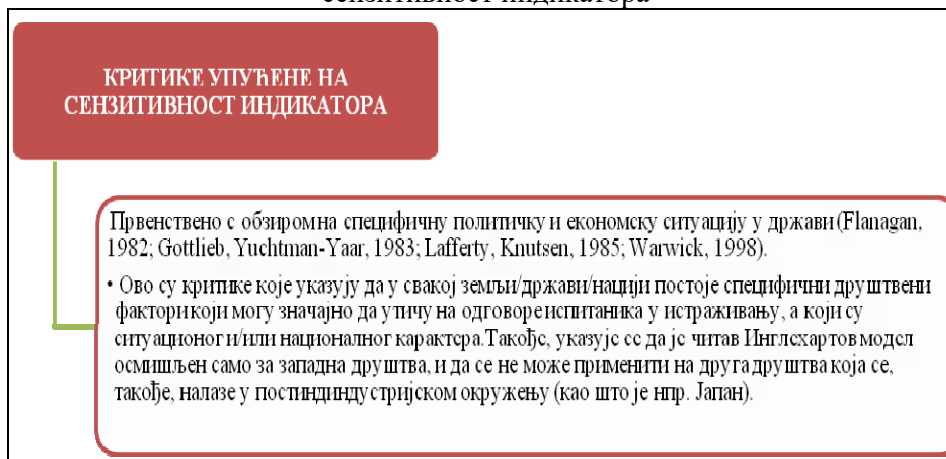 сензитивност индикатора
КРИТИКЕ УПУЋЕНЕ НА
СЕНЗИТИВНОСТ ИНДИКАТОРА
Првенствено с обзиром на специфичну политичку и економску ситуацију у држави (Flanagan,
1982; Gottlieb, Yuchtman-Yaar, 1983; Lafferty, Knutsen, 1985; Warwick, 1998).
• Ово су критике које указују да у свакој земљи/држави/нацији постоје специфични друштвени
фактори који могу значајно да утичу на одговоре испитаника у истраживању, а који су
ситуационог и/или националног карактера. Такође, указује се да је читав Инглехартов модел
осмишљен само за западна друштва, и да се не може применити на друга друштва која се,
такође, налазе у постиндиндустријском окружењу (као што је нпр. Јапан).